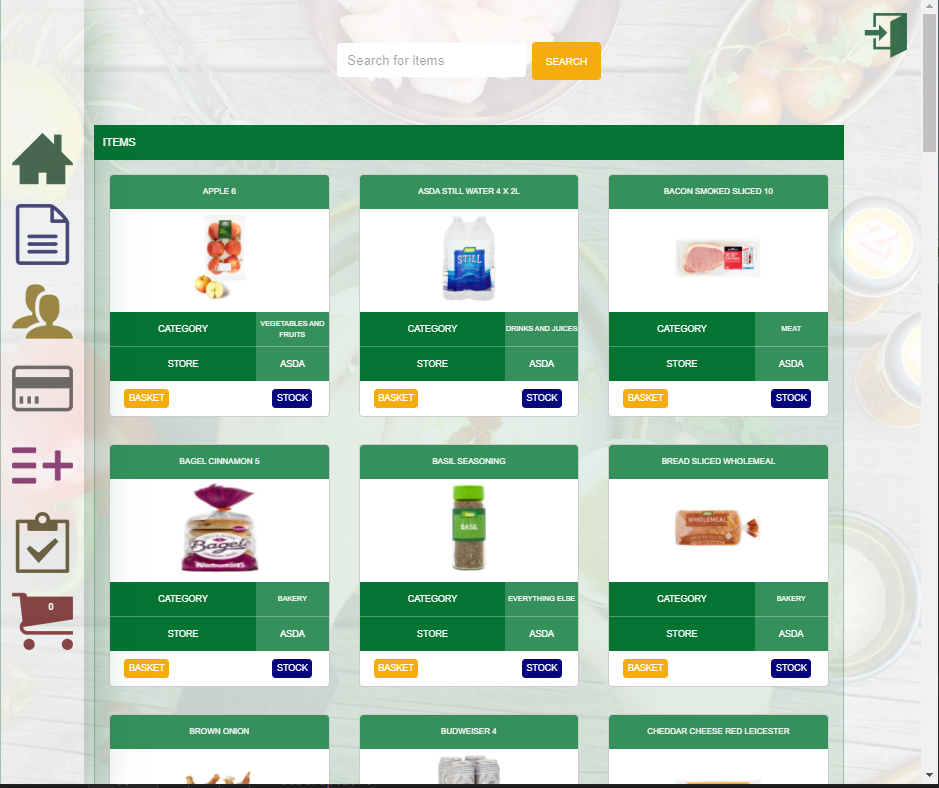 Search for items
SEARCH
ITEMS
APPLE 6
ASDA STILL WATER 4 X 2L
BACON SMOKED SLICED 10
STILL
CATEGORY
VEGETABLES AND
FRUITS
CATEGORY
DRINKS AND JUICES
CATEGORY
MEAT
STORE
ASDA
STORE
ASDA
STORE
ASDA
BASKET
STOCK
BASKET
STOCK
BASKET
STOCK
BAGEL CINNAMON 5
BASIL SEASONING
BREAD SLICED WHOLEMEAL
Bagels
Warburtons
BASIL
WHOLEMEAL
CATEGORY
BAKERY
CATEGORY
EVERYTHING ELSE
CATEGORY
BAKERY
STORE
ASDA
STORE
ASDA
STORE
ASDA
0
BASKET
STOCK
BASKET
STOCK
BASKET
STOCK
BROWN ONION
BUDWEISER 4
CHEDDAR CHEESE RED LEICESTER